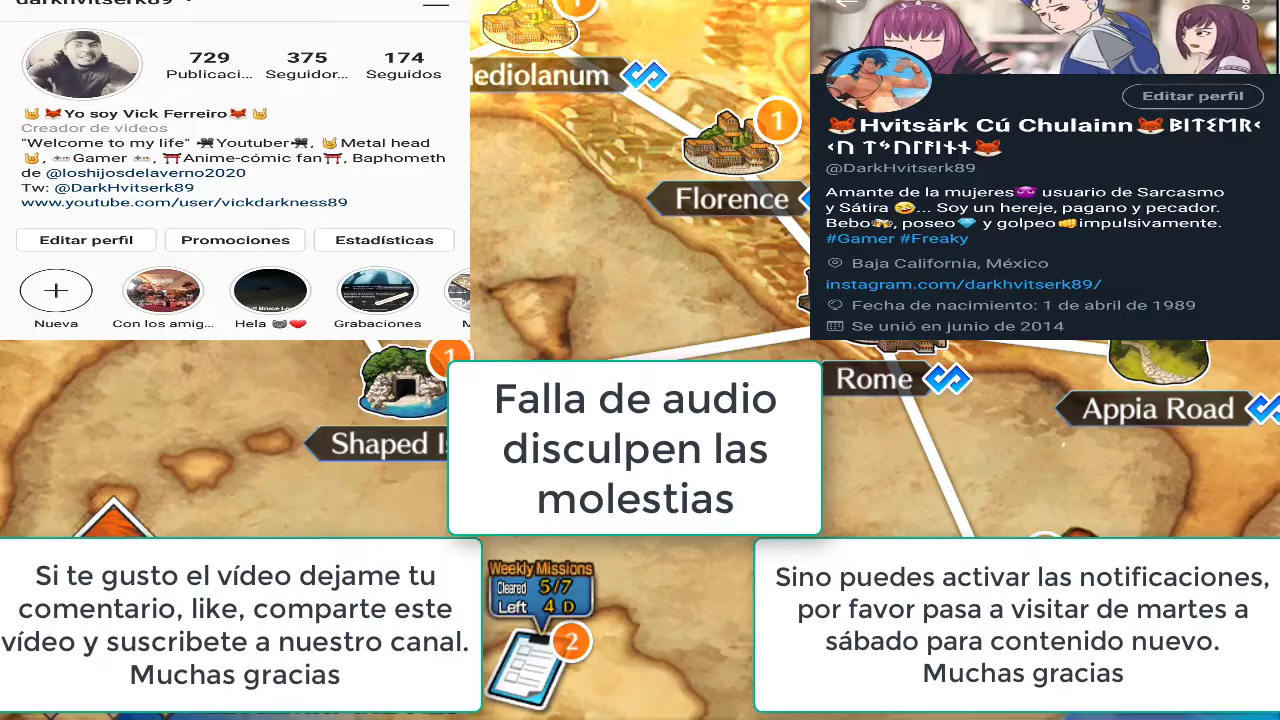 darkhvitserk89
729 375 174
Publicaci... Seguidor... Seguidos
🤘🦊Yo soy Vick Ferreiro🦊🤘
Creador de videos
"Welcome to my life" 🎥Youtuber🎥, 🤘Metal head
🤘, 🎮Gamer 🎮, ⛩Anime-cómic fan⛩, Baphometh
de @loshijosdelaverno2020
Tw: @DarkHvitserk89
www.youtube.com/user/vickdarkness89
Editar perfil Promociones Estadísticas
Nueva Con los amig... Hela 🐱❤️ Grabaciones
ediolanum
1
Florence
Editar perfil
🦊Hvitsärk Cú Chulainn🦊
@DarkHvitserk89
Amante de la mujeres😈 usuario de Sarcasmo
y Sátira 🤣... Soy un hereje, pagano y pecador.
Bebo🍻, poseo💎 y golpeo👊impulsivamente.
#Gamer #Freaky
Baja California, México
instagram.com/darkhvitserk89/
Fecha de nacimiento: 1 de abril de 1989
Se unió en junio de 2014
1
Shaped I
Rome
Appia Road
Falla de audio
disculpen las
molestias
Si te gusto el vídeo dejame tu
comentario, like, comparte este
vídeo y suscribete a nuestro canal.
Muchas gracias
Weekly Missions
Cleared 5/7
Left 4 D
2
Sino puedes activar las notificaciones,
por favor pasa a visitar de martes a
sábado para contenido nuevo.
Muchas gracias